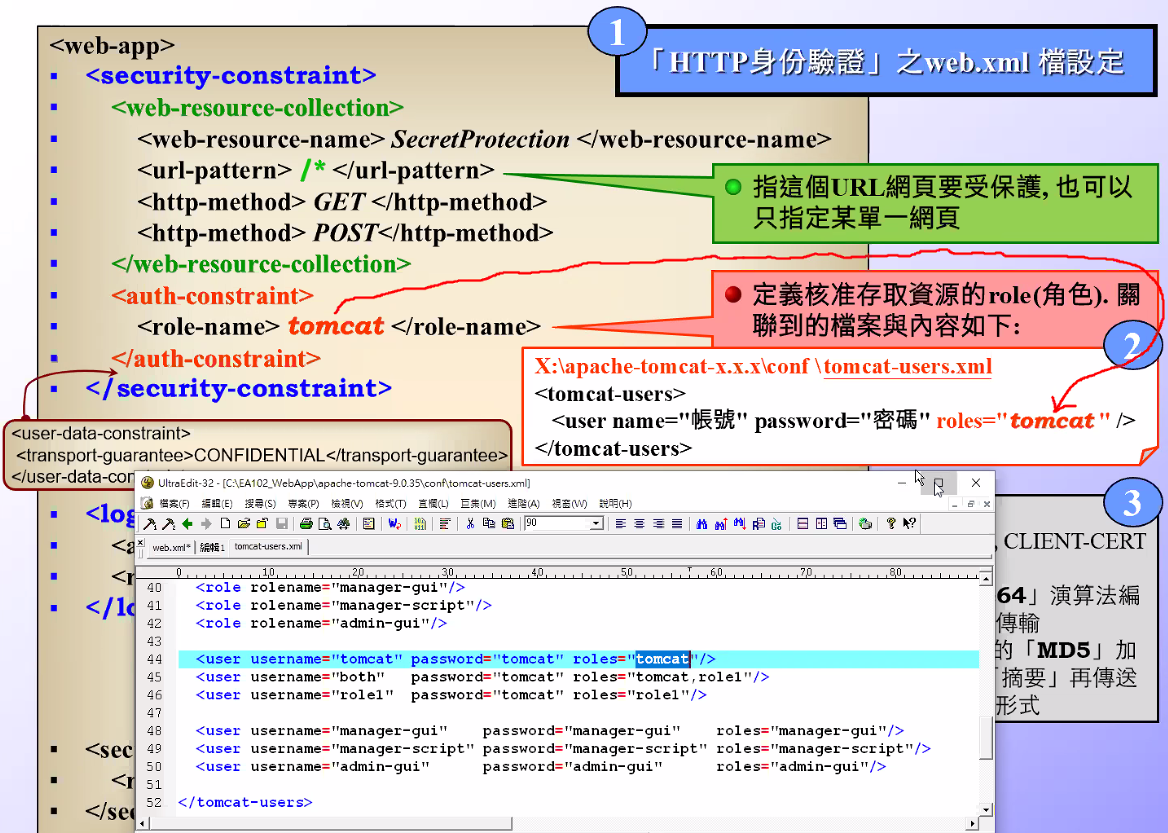 1
「HTTP身份驗證」之web.xml 檔設定
<web-app>
<security-constraint>
<web-resource-collection>
<web-resource-name> SecretProtection </web-resource-name>
<url-pattern> /* </url-pattern>
<http-method> GET </http-method>
<http-method> POST</http-method>
</web-resource-collection>
<auth-constraint>
<role-name> tomcat </role-name>
</auth-constraint>
</security-constraint>
指這個URL網頁要受保護, 也可以
只指定某單一網頁
定義核准存取資源的role(角色). 關
聯到的檔案與內容如下:
2
X:\apache-tomcat-x.x.x\conf \tomcat-users.xml
<tomcat-users>
<user name="帳號" password="密碼" roles="tomcat " />
</tomcat-users>
<user-data-constraint>
<transport-guarantee>CONFIDENTIAL</transport-guarantee>
</user-data-con
<log
<a
<r
</lo
<sec
<r
</sec
3
, CLIENT-CERT
64」演算法編
傳輸
的「MD5」加
「摘要」再傳送
形式
UltraEdit-32 - [C:\EA102_WebApp\apache-tomcat-9.0.35\conf\tomcat-users.xml]
檔案(F) 編輯(E) 搜尋(S) 專案(P) 檢視(V) 格式(T) 直欄(L) 巨集(M) 進階(A) 視窗(W) 說明(H)
90
web.xml* 編輯1 tomcat-users.xml
0 10 20 30 40 50 60 70 80
40 <role rolename="manager-gui"/>
41 <role rolename="manager-script"/>
42 <role rolename="admin-gui"/>
43
44 <user username="tomcat" password="tomcat" roles="tomcat"/>
45 <user username="both" password="tomcat" roles="tomcat,role1"/>
46 <user username="role1" password="tomcat" roles="role1"/>
47
48 <user username="manager-gui" password="manager-gui" roles="manager-gui"/>
49 <user username="manager-script" password="manager-script" roles="manager-script"/>
50 <user username="admin-gui" password="admin-gui" roles="admin-gui"/>
51
52 </tomcat-users>